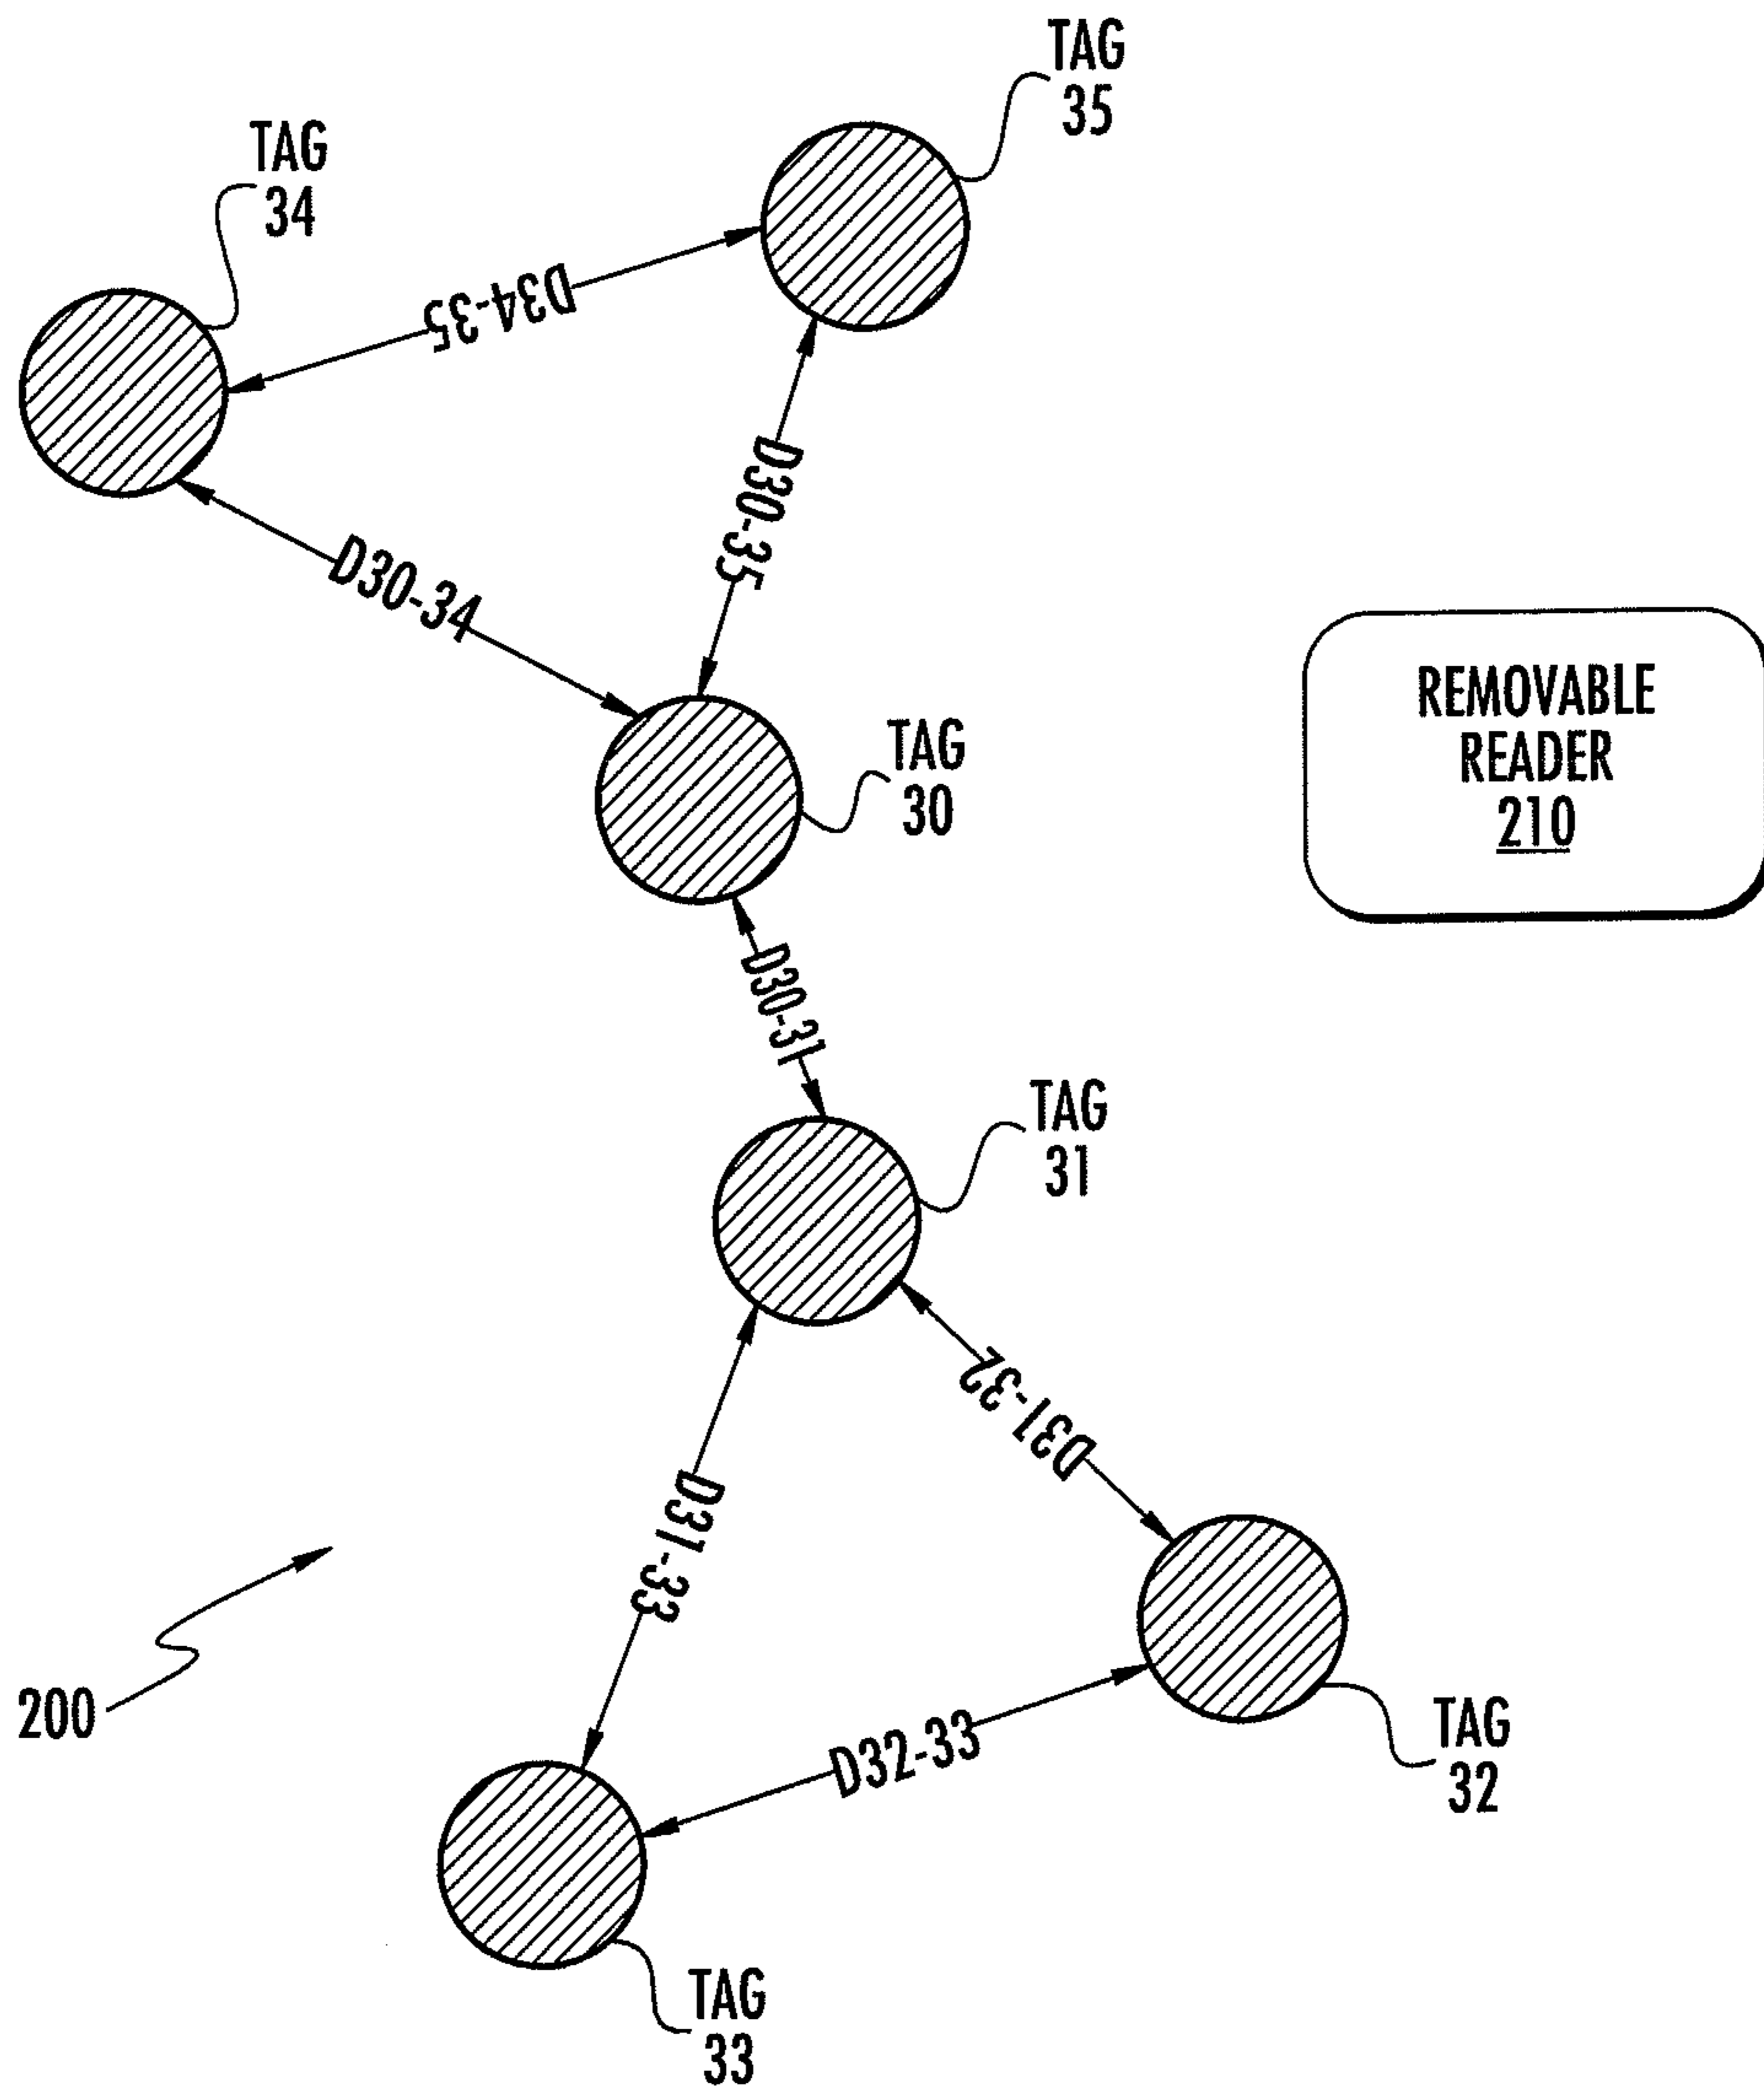 TAG
35
TAG
34
D34-35
D30-35
D30-34
REMOVABLE
READER
210
TAG
30
D30-31
TAG
31
D31-32
D31-33
200
TAG
32
D32-33
TAG
33